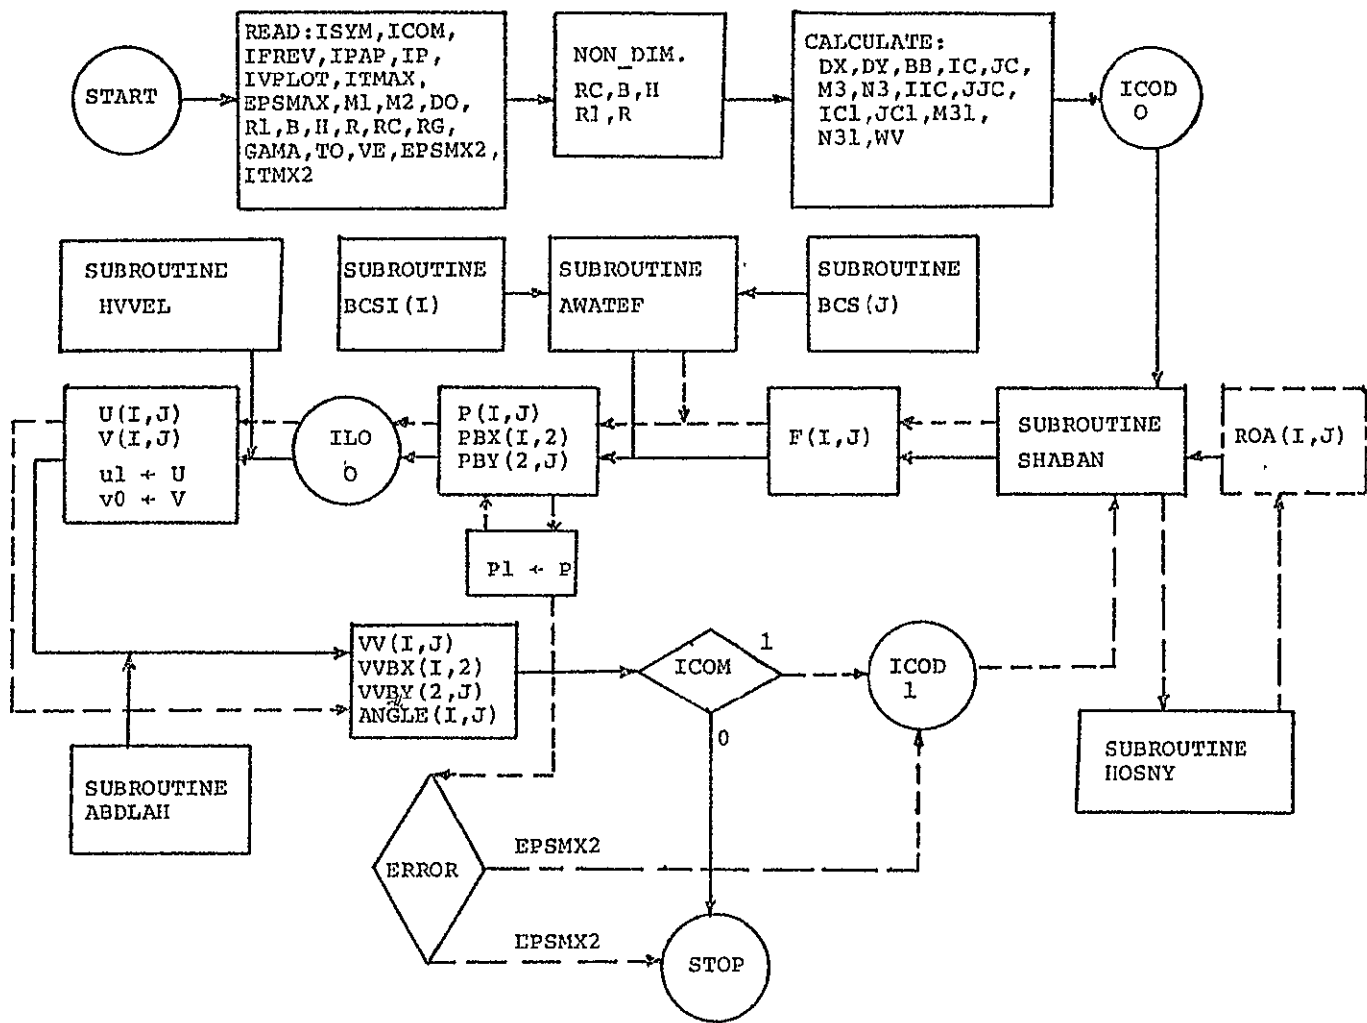 START
READ:ISYM,ICOM,
IFREV,IPAP,IP,
IVPLOT,ITMAX,
EPSMAX,M1,M2,DO,
R1,B,H,R,RC,RG,
GAMA,TO,VE,EPSMX2,
ITMX2
NON_DIM.
RC,B,H
R1,R
CALCULATE:
DX,DY,BB,IC,JC,
M3,N3,IIC,JJC,
IC1,JC1,M31,
N31,WV
ICOD
0
SUBROUTINE
HVVEL
SUBROUTINE
BCSI(I)
SUBROUTINE
AWATEF
SUBROUTINE
BCS(J)
U(I,J)
V(I,J)
u1 ← U
v0 ← V
ILO
0
P(I,J)
PBX(I,2)
PBY(2,J)
F(I,J)
SUBROUTINE
SHABAN
ROA(I,J)
P1 ← P
VV(I,J)
VVBX(I,2)
VVBY(2,J)
ANGLE(I,J)
ICOM
1
0
ICOD
1
SUBROUTINE
ABDLAH
SUBROUTINE
HOSNY
ERROR
EPSMX2
EPSMX2
STOP